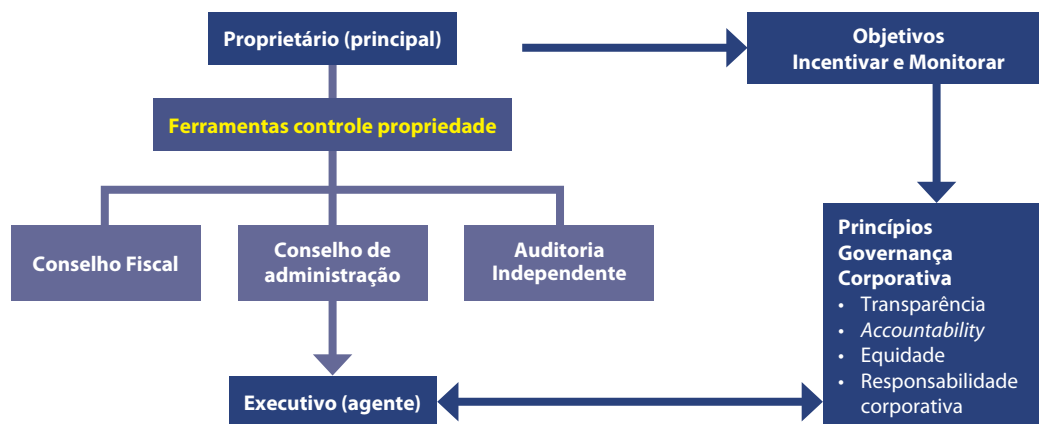 Proprietário (principal)
Objetivos
Incentivar e Monitorar
Ferramentas controle propriedade
Conselho Fiscal
Conselho de
administração
Auditoria
Independente
Princípios
Governança
Corporativa
• Transparência
• Accountability
• Equidade
• Responsabilidade
corporativa
Executivo (agente)